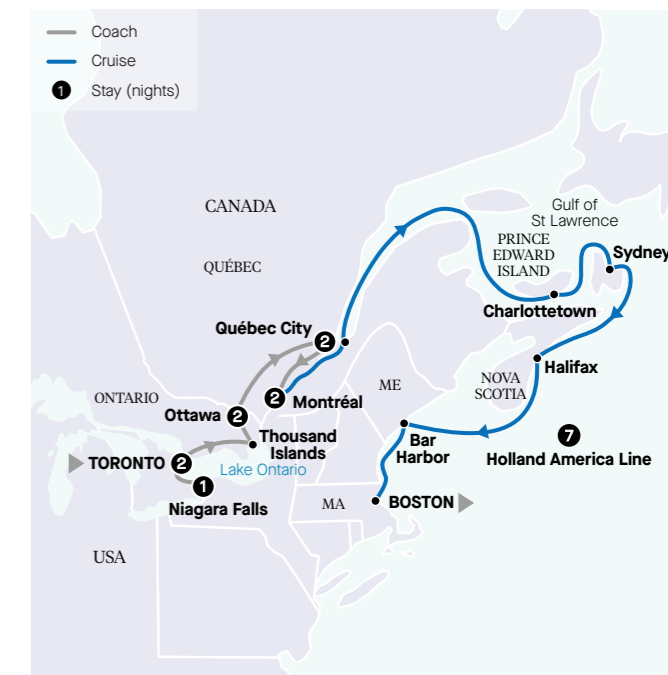 Coach
Cruise
1 Stay (nights)
CANADA
Gulf of
St Lawrence
PRINCE
EDWARD
ISLAND
Sydney
QUÉBEC
Charlottetown
Québec City
2
Halifax
ME
NOVA
SCOTIA
ONTARIO
2
Montréal
Ottawa
2
7
Holland America Line
Bar
Harbor
Thousand
Islands
TORONTO
2
Lake Ontario
1
Niagara Falls
MA
BOSTON
USA